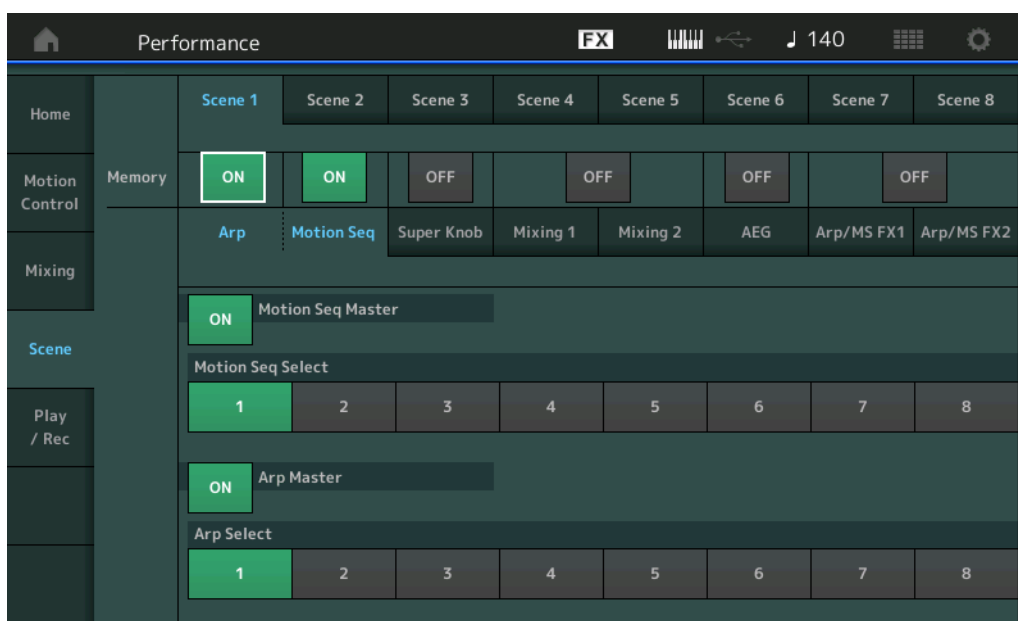 Performance FX ♩ 140
Home
Motion
Control
Mixing
Scene
Play
/ Rec
Scene 1 Scene 2 Scene 3 Scene 4 Scene 5 Scene 6 Scene 7 Scene 8
Memory ON ON OFF OFF OFF OFF
Arp Motion Seq Super Knob Mixing 1 Mixing 2 AEG Arp/MS FX1 Arp/MS FX2
ON Motion Seq Master
Motion Seq Select
1 2 3 4 5 6 7 8
ON Arp Master
Arp Select
1 2 3 4 5 6 7 8